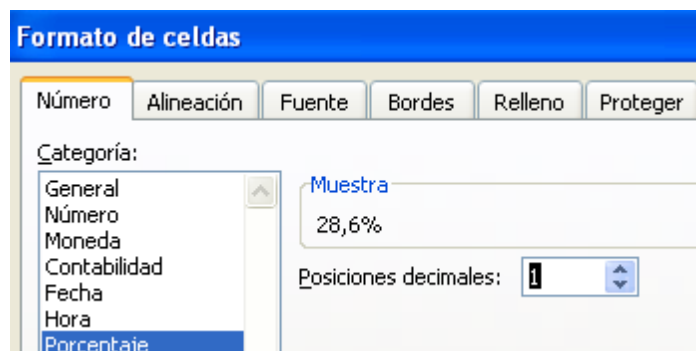 Formato de celdas
Número Alineación Fuente Bordes Relleno Proteger
Categoría:
General
Número
Moneda
Contabilidad
Fecha
Hora
Porcentaje
Muestra
28,6%
Posiciones decimales: 1